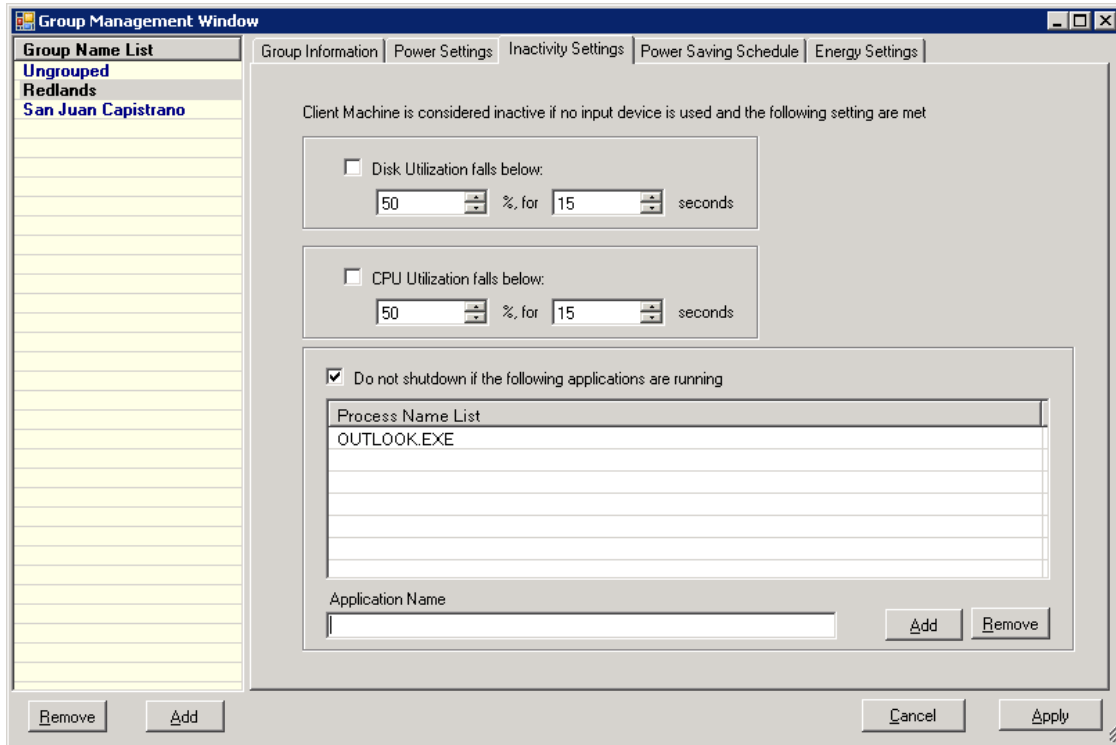 Group Management Window
Group Name List
Ungrouped
Redlands
San Juan Capistrano
Group Information Power Settings Inactivity Settings Power Saving Schedule Energy Settings
Client Machine is considered inactive if no input device is used and the following setting are met
Disk Utilization falls below:
50 %, for 15 seconds
CPU Utilization falls below:
50 %, for 15 seconds
Do not shutdown if the following applications are running
Process Name List
OUTLOOK.EXE
Application Name
Add Remove
Remove Add
Cancel Apply